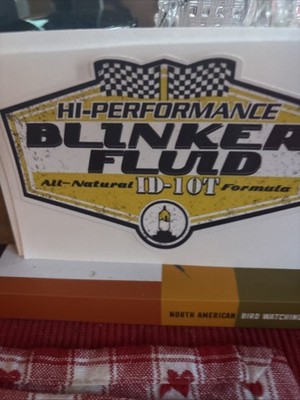 HI-PERFORMANCE
BLINKER
FLUID
All-Natural ID-10T Formula
NORTH AMERICAN BIRD WATCHING